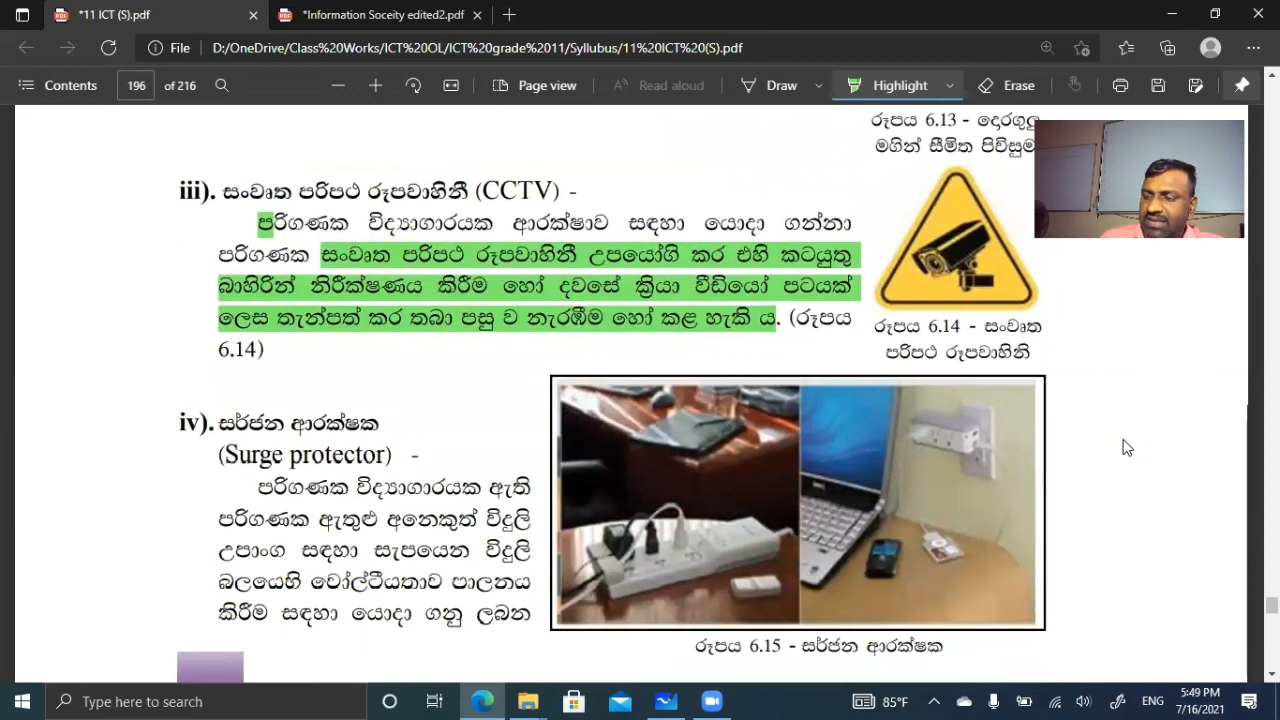 *11 ICT (S).pdf
*Information Soceity edited2.pdf
File
D:/OneDrive/Class%20Works/ICT%20OL/ICT%20grade%2011/Syllubus/11%20ICT%20(S).pdf
Contents 196 of 216 Page view Read aloud Draw Highlight Erase
රූපය 6.13 - දොරගුලු
මගින් සීමිත පිවිසුම
iii). සංවෘත පරිපථ රූපවාහිනී (CCTV) -
පරිගණක විද්‍යාගාරයක ආරක්ෂාව සඳහා යොදා ගන්නා
පරිගණක සංවෘත පරිපථ රූපවාහිනී උපයෝගි කර එහි කටයුතු
බාහිරින් නිරීක්ෂණය කිරීම හෝ දවසේ ක්‍රියා වීඩියෝ පටයක්
ලෙස තැන්පත් කර තබා පසු ව නැරඹීම හෝ කළ හැකි ය. (රූපය
6.14)
රූපය 6.14 - සංවෘත
පරිපථ රූපවාහිනි
iv). සර්ජන ආරක්ෂක
(Surge protector) -
පරිගණක විද්‍යාගාරයක ඇති
පරිගණක ඇතුළු අනෙකුත් විදුලි
උපාංග සඳහා සැපයෙන විදුලි
බලයෙහි වෝල්ටීයතාව පාලනය
කිරීම සඳහා යොදා ගනු ලබන
රූපය 6.15 - සර්ජන ආරක්ෂක
Type here to search
85°F
ENG
5:49 PM
7/16/2021